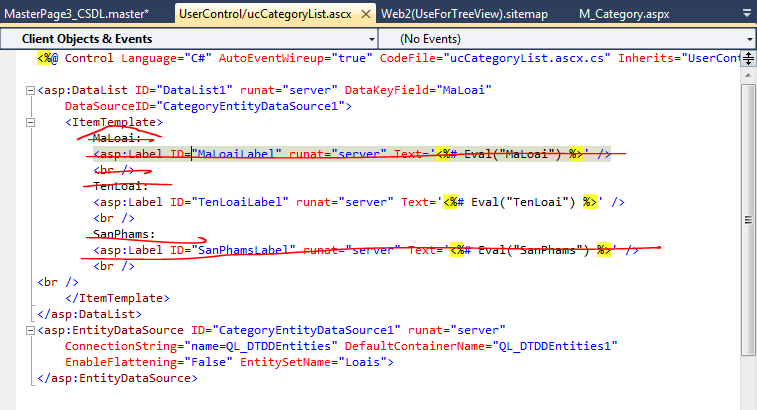 MasterPage3_CSDL.master* UserControl/ucCategoryList.ascx Web2(UseForTreeView).sitemap M_Category.aspx
Client Objects & Events (No Events)
<%@ Control Language="C#" AutoEventWireup="true" CodeFile="ucCategoryList.ascx.cs" Inherits="UserCont
<asp:DataList ID="DataList1" runat="server" DataKeyField="MaLoai"
DataSourceID="CategoryEntityDataSource1">
<ItemTemplate>
MaLoai:
<asp:Label ID="MaLoaiLabel" runat="server" Text='<%# Eval("MaLoai") %>' />
<br />
TenLoai:
<asp:Label ID="TenLoaiLabel" runat="server" Text='<%# Eval("TenLoai") %>' />
<br />
SanPhams:
<asp:Label ID="SanPhamsLabel" runat="server" Text='<%# Eval("SanPhams") %>' />
<br />
<br />
</ItemTemplate>
</asp:DataList>
<asp:EntityDataSource ID="CategoryEntityDataSource1" runat="server"
ConnectionString="name=QL_DTDDEntities" DefaultContainerName="QL_DTDDEntities1"
EnableFlattening="False" EntitySetName="Loais">
</asp:EntityDataSource>